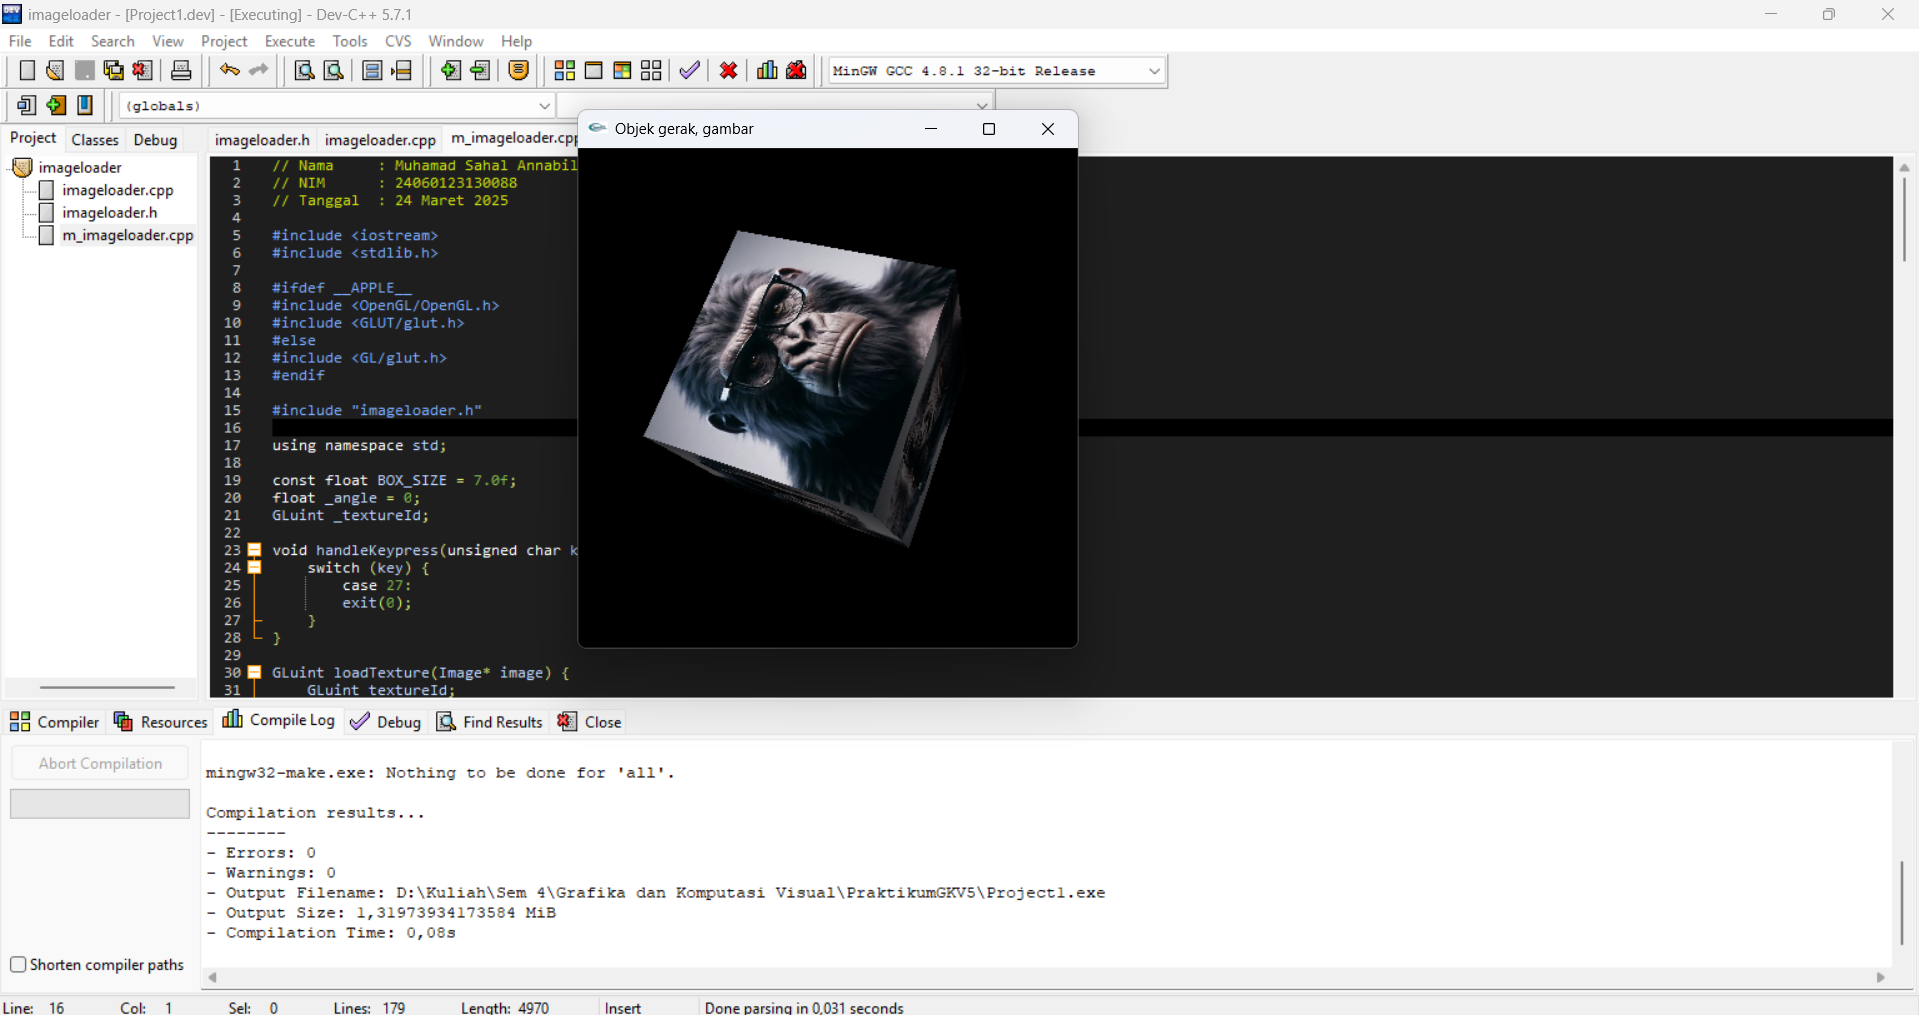 imageloader - [Project1.dev] - [Executing] - Dev-C++ 5.7.1
File Edit Search View Project Execute Tools CVS Window Help
MinGW GCC 4.8.1 32-bit Release
(globals)
Objek gerak, gambar
Project Classes Debug
imageloader.h imageloader.cpp m_imageloader.cpp
imageloader
imageloader.cpp
imageloader.h
m_imageloader.cpp
1 // Nama : Muhamad Sahal Annabil
2 // NIM : 24060123130088
3 // Tanggal : 24 Maret 2025
4
5 #include <iostream>
6 #include <stdlib.h>
7
8 #ifdef __APPLE__
9 #include <OpenGL/OpenGL.h>
10 #include <GLUT/glut.h>
11 #else
12 #include <GL/glut.h>
13 #endif
14
15 #include "imageloader.h"
16
17 using namespace std;
18
19 const float BOX_SIZE = 7.0f;
20 float _angle = 0;
21 GLuint _textureId;
22
23 void handleKeypress(unsigned char k
24 switch (key) {
25 case 27:
26 exit(0);
27 }
28 }
29
30 GLuint loadTexture(Image* image) {
31 GLuint textureId;
Compiler Resources Compile Log Debug Find Results Close
Abort Compilation
Shorten compiler paths
mingw32-make.exe: Nothing to be done for 'all'.
Compilation results...
--------
- Errors: 0
- Warnings: 0
- Output Filename: D:\Kuliah\Sem 4\Grafika dan Komputasi Visual\PraktikumGKV5\Project1.exe
- Output Size: 1,31973934173584 MiB
- Compilation Time: 0,08s
Line: 16 Col: 1 Sel: 0 Lines: 179 Length: 4970 Insert Done parsing in 0,031 seconds